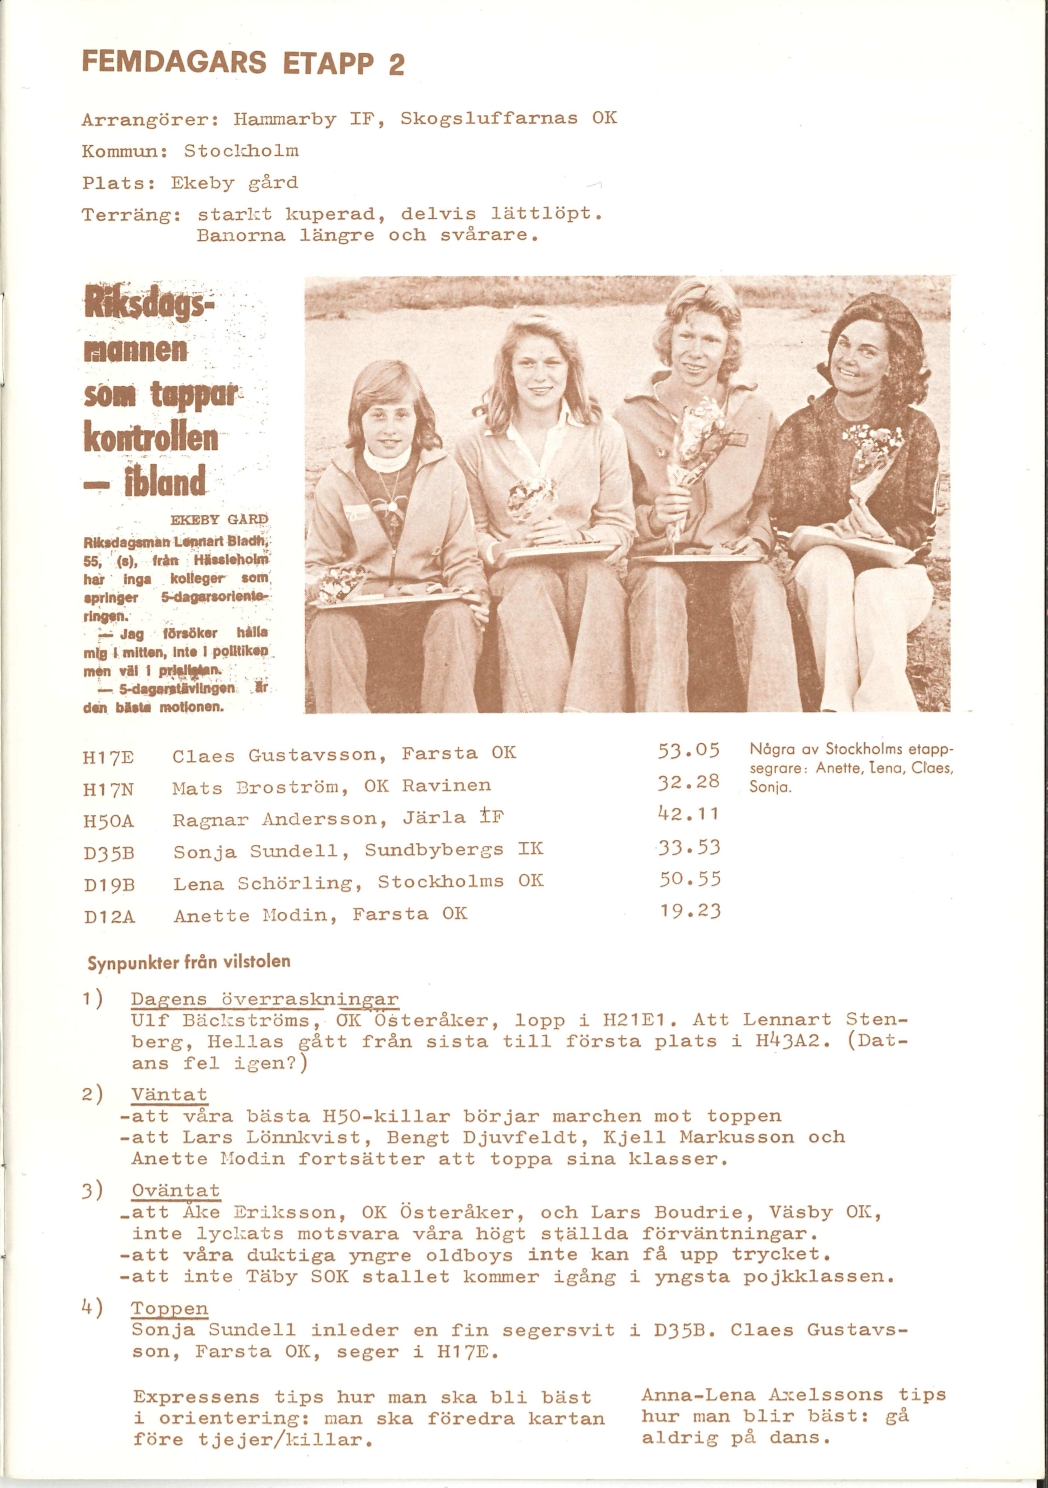 FEMDAGARS ETAPP 2
Arrangörer: Hammarby IF, Skogsluffarnas OK
Kommun: Stockholm
Plats: Ekeby gård
Terräng: starkt kuperad, delvis lättlöpt.
Banorna längre och svårare.
Riksdags-
mannen
som tappar
kontrollen
— ibland
EKEBY GÅRD
Riksdagsman Lennart Bladh,
55, (s), från Hässleholm
har inga kolleger som
springer 5-dagarsoriente-
ringen.
— Jag försöker hålla
mig i mitten, inte i politiken
men väl i prislistan.
— 5-dagarstävlingen är
den bästa motionen.
H17E Claes Gustavsson, Farsta OK 53.05
H17N Mats Broström, OK Ravinen 32.28
H50A Ragnar Andersson, Järla IF 42.11
D35B Sonja Sundell, Sundbybergs IK 33.53
D19B Lena Schörling, Stockholms OK 50.55
D12A Anette Modin, Farsta OK 19.23
Några av Stockholms etapp-
segrare: Anette, Lena, Claes,
Sonja.
Synpunkter från vilstolen
1) Dagens överraskningar
Ulf Bäckströms, OK Österåker, lopp i H21E1. Att Lennart Sten-
berg, Hellas gått från sista till första plats i H43A2. (Dat-
ans fel igen?)
2) Väntat
-att våra bästa H50-killar börjar marchen mot toppen
-att Lars Lönnkvist, Bengt Djuvfeldt, Kjell Markusson och
Anette Modin fortsätter att toppa sina klasser.
3) Oväntat
-att Åke Eriksson, OK Österåker, och Lars Boudrie, Väsby OK,
inte lyckats motsvara våra högt ställda förväntningar.
-att våra duktiga yngre oldboys inte kan få upp trycket.
-att inte Täby SOK stallet kommer igång i yngsta pojkklassen.
4) Toppen
Sonja Sundell inleder en fin segersvit i D35B. Claes Gustavs-
son, Farsta OK, seger i H17E.
Expressens tips hur man ska bli bäst
i orientering: man ska föredra kartan
före tjejer/killar.
Anna-Lena Axelssons tips
hur man blir bäst: gå
aldrig på dans.